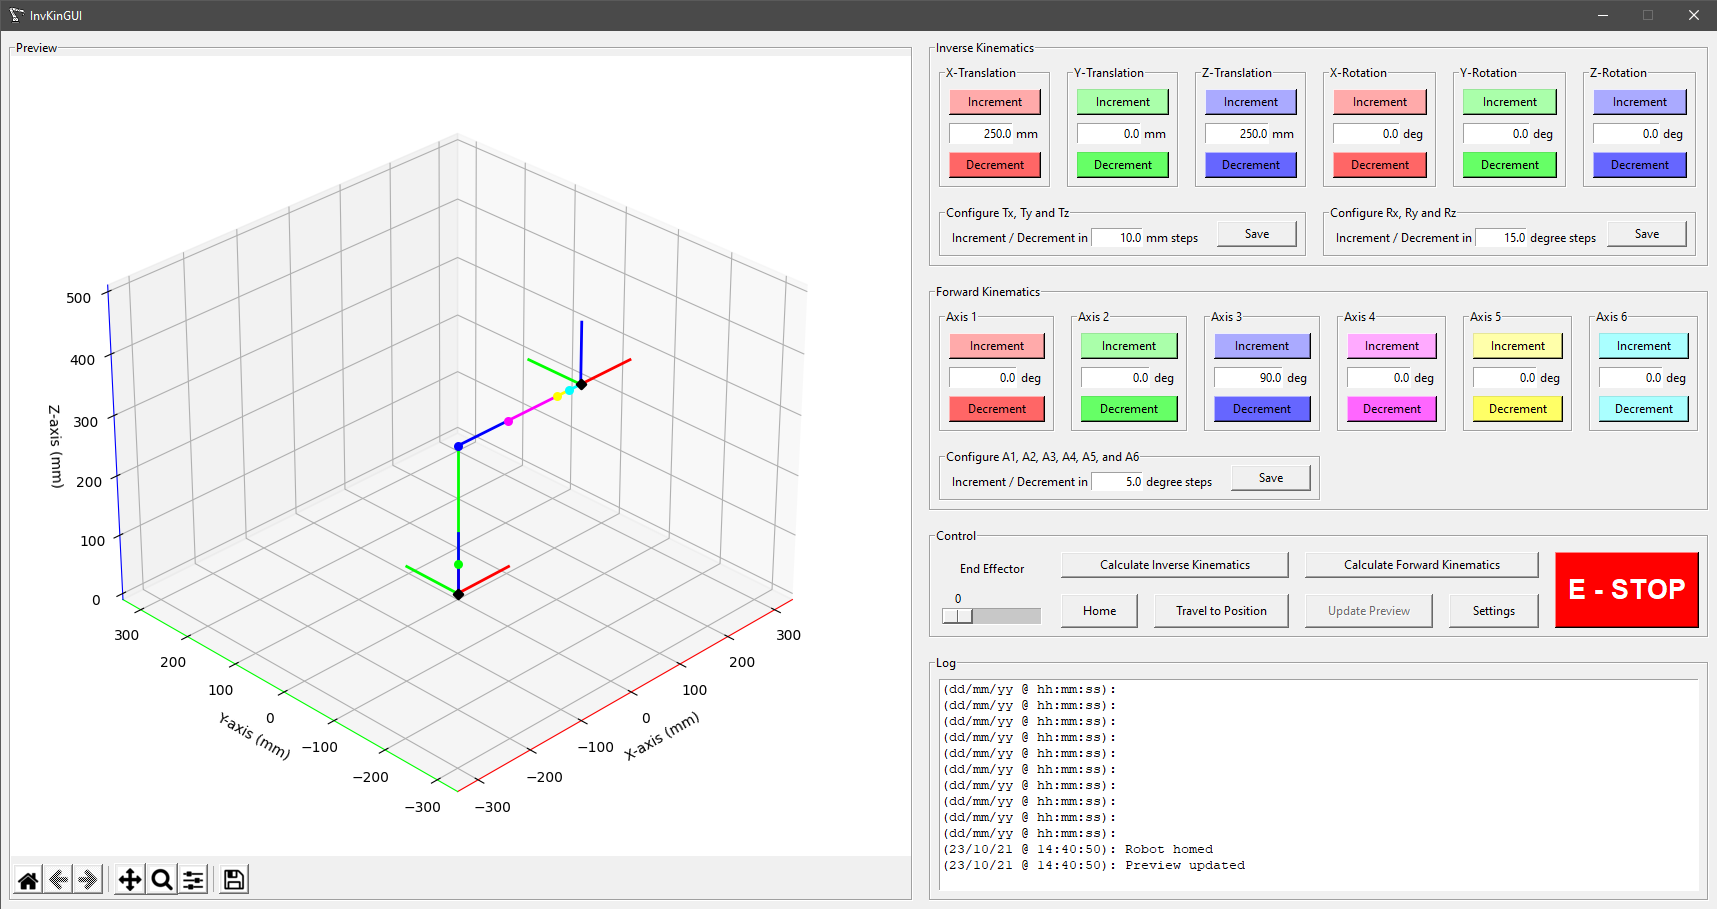 InvKinGUI
Preview
500
400
300
200
100
0
Z-axis (mm)
300
200
100
0
−100
−200
−300
Y-axis (mm)
−300
−200
−100
0
100
200
300
X-axis (mm)
Inverse Kinematics
X-Translation Y-Translation Z-Translation X-Rotation Y-Rotation Z-Rotation
Increment Increment Increment Increment Increment Increment
250.0 mm 0.0 mm 250.0 mm 0.0 deg 0.0 deg 0.0 deg
Decrement Decrement Decrement Decrement Decrement Decrement
Configure Tx, Ty and Tz Configure Rx, Ry and Rz
Increment / Decrement in 10.0 mm steps Save Increment / Decrement in 15.0 degree steps Save
Forward Kinematics
Axis 1 Axis 2 Axis 3 Axis 4 Axis 5 Axis 6
Increment Increment Increment Increment Increment Increment
0.0 deg 0.0 deg 90.0 deg 0.0 deg 0.0 deg 0.0 deg
Decrement Decrement Decrement Decrement Decrement Decrement
Configure A1, A2, A3, A4, A5, and A6
Increment / Decrement in 5.0 degree steps Save
Control
End Effector Calculate Inverse Kinematics Calculate Forward Kinematics E - STOP
0 Home Travel to Position Update Preview Settings
Log
(dd/mm/yy @ hh:mm:ss):
(dd/mm/yy @ hh:mm:ss):
(dd/mm/yy @ hh:mm:ss):
(dd/mm/yy @ hh:mm:ss):
(dd/mm/yy @ hh:mm:ss):
(dd/mm/yy @ hh:mm:ss):
(dd/mm/yy @ hh:mm:ss):
(dd/mm/yy @ hh:mm:ss):
(dd/mm/yy @ hh:mm:ss):
(dd/mm/yy @ hh:mm:ss):
(23/10/21 @ 14:40:50): Robot homed
(23/10/21 @ 14:40:50): Preview updated